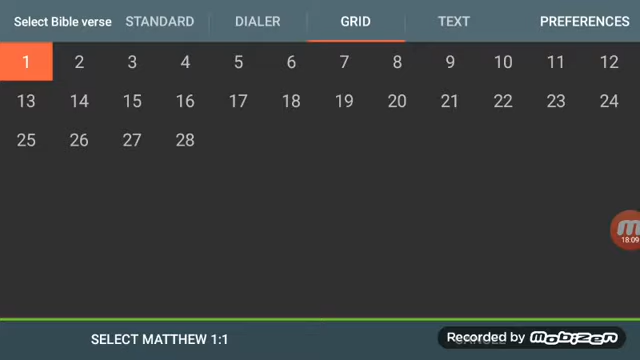 Select Bible verse STANDARD DIALER GRID TEXT PREFERENCES
1 2 3 4 5 6 7 8 9 10 11 12
13 14 15 16 17 18 19 20 21 22 23 24
25 26 27 28
18:09
SELECT MATTHEW 1:1 Recorded by mobizen